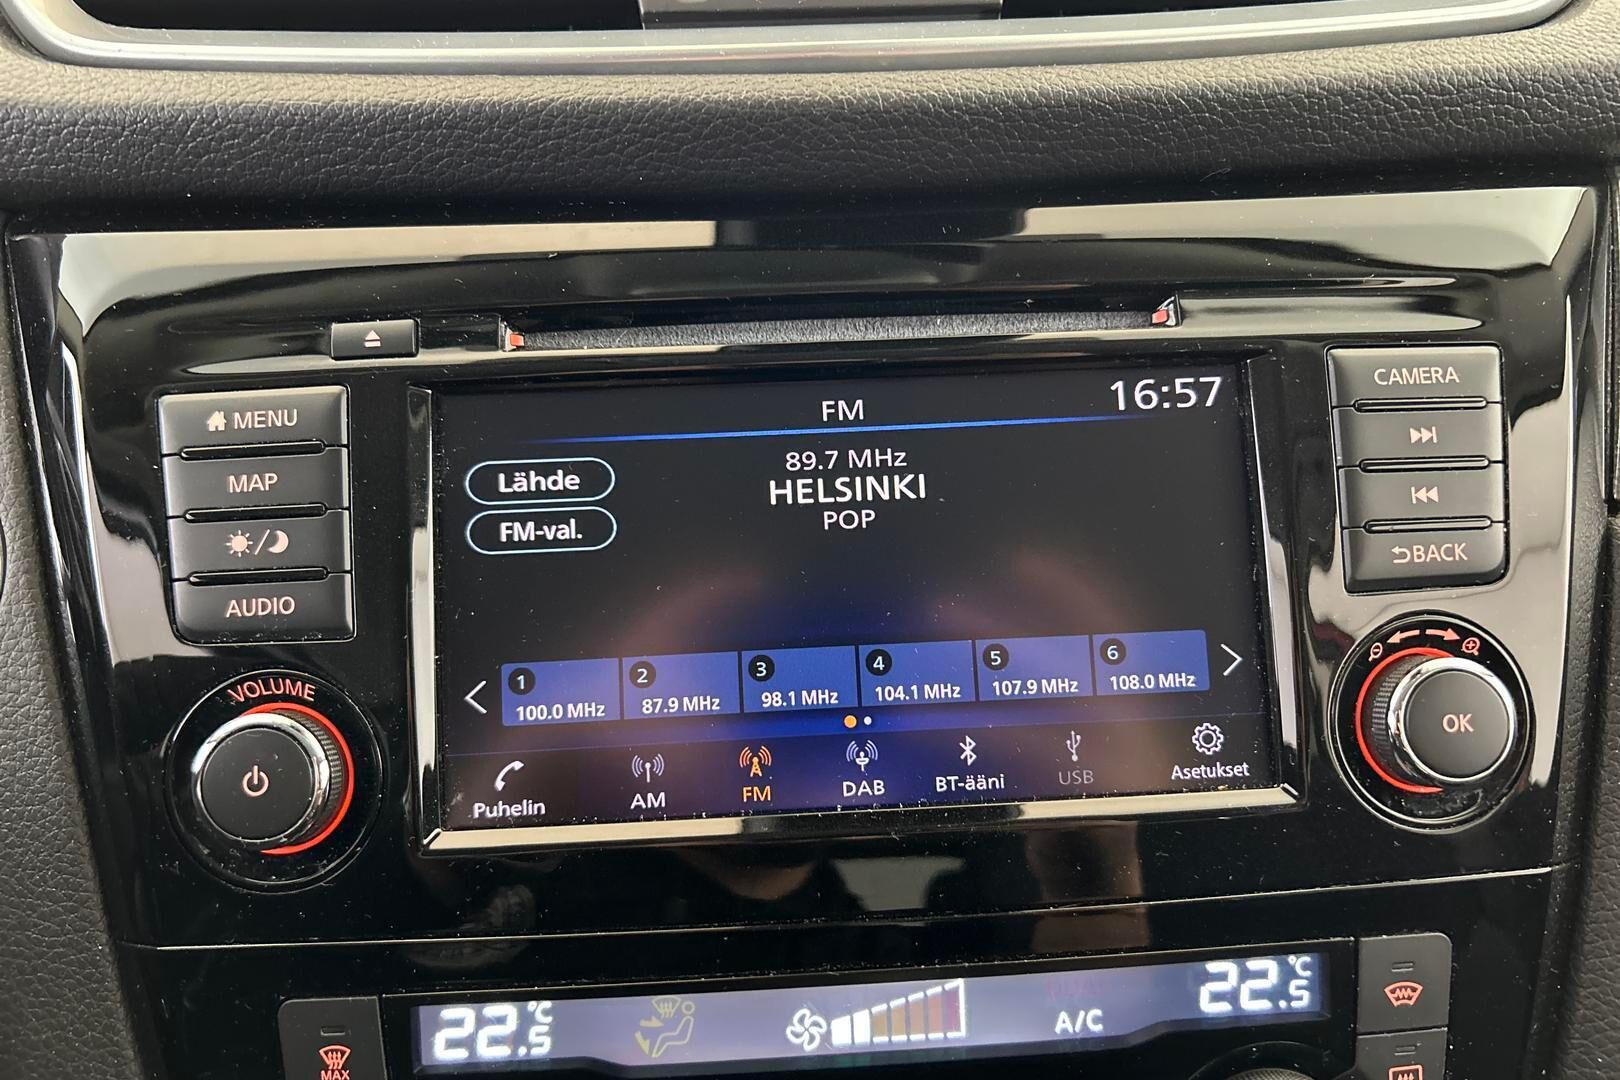 MENU
MAP
AUDIO
VOLUME
FM
16:57
Lähde
FM-val.
89.7 MHz
HELSINKI
POP
1
100.0 MHz
2
87.9 MHz
3
98.1 MHz
4
104.1 MHz
5
107.9 MHz
6
108.0 MHz
Puhelin
AM
FM
DAB
BT-ääni
USB
Asetukset
CAMERA
BACK
OK
22.5 °C
A/C
22.5 °C
MAX